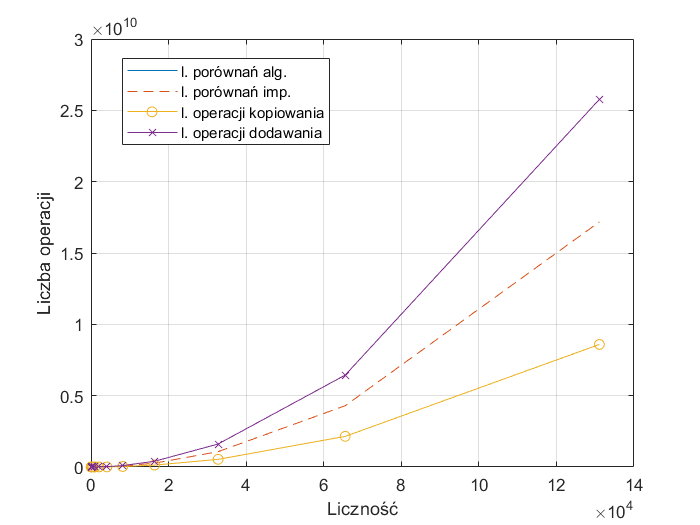 ×10^10
3
2.5
2
1.5
1
0.5
0
Liczba operacji
l. porównań alg.
l. porównań imp.
l. operacji kopiowania
l. operacji dodawania
0 2 4 6 8 10 12 14
Liczność
×10^4